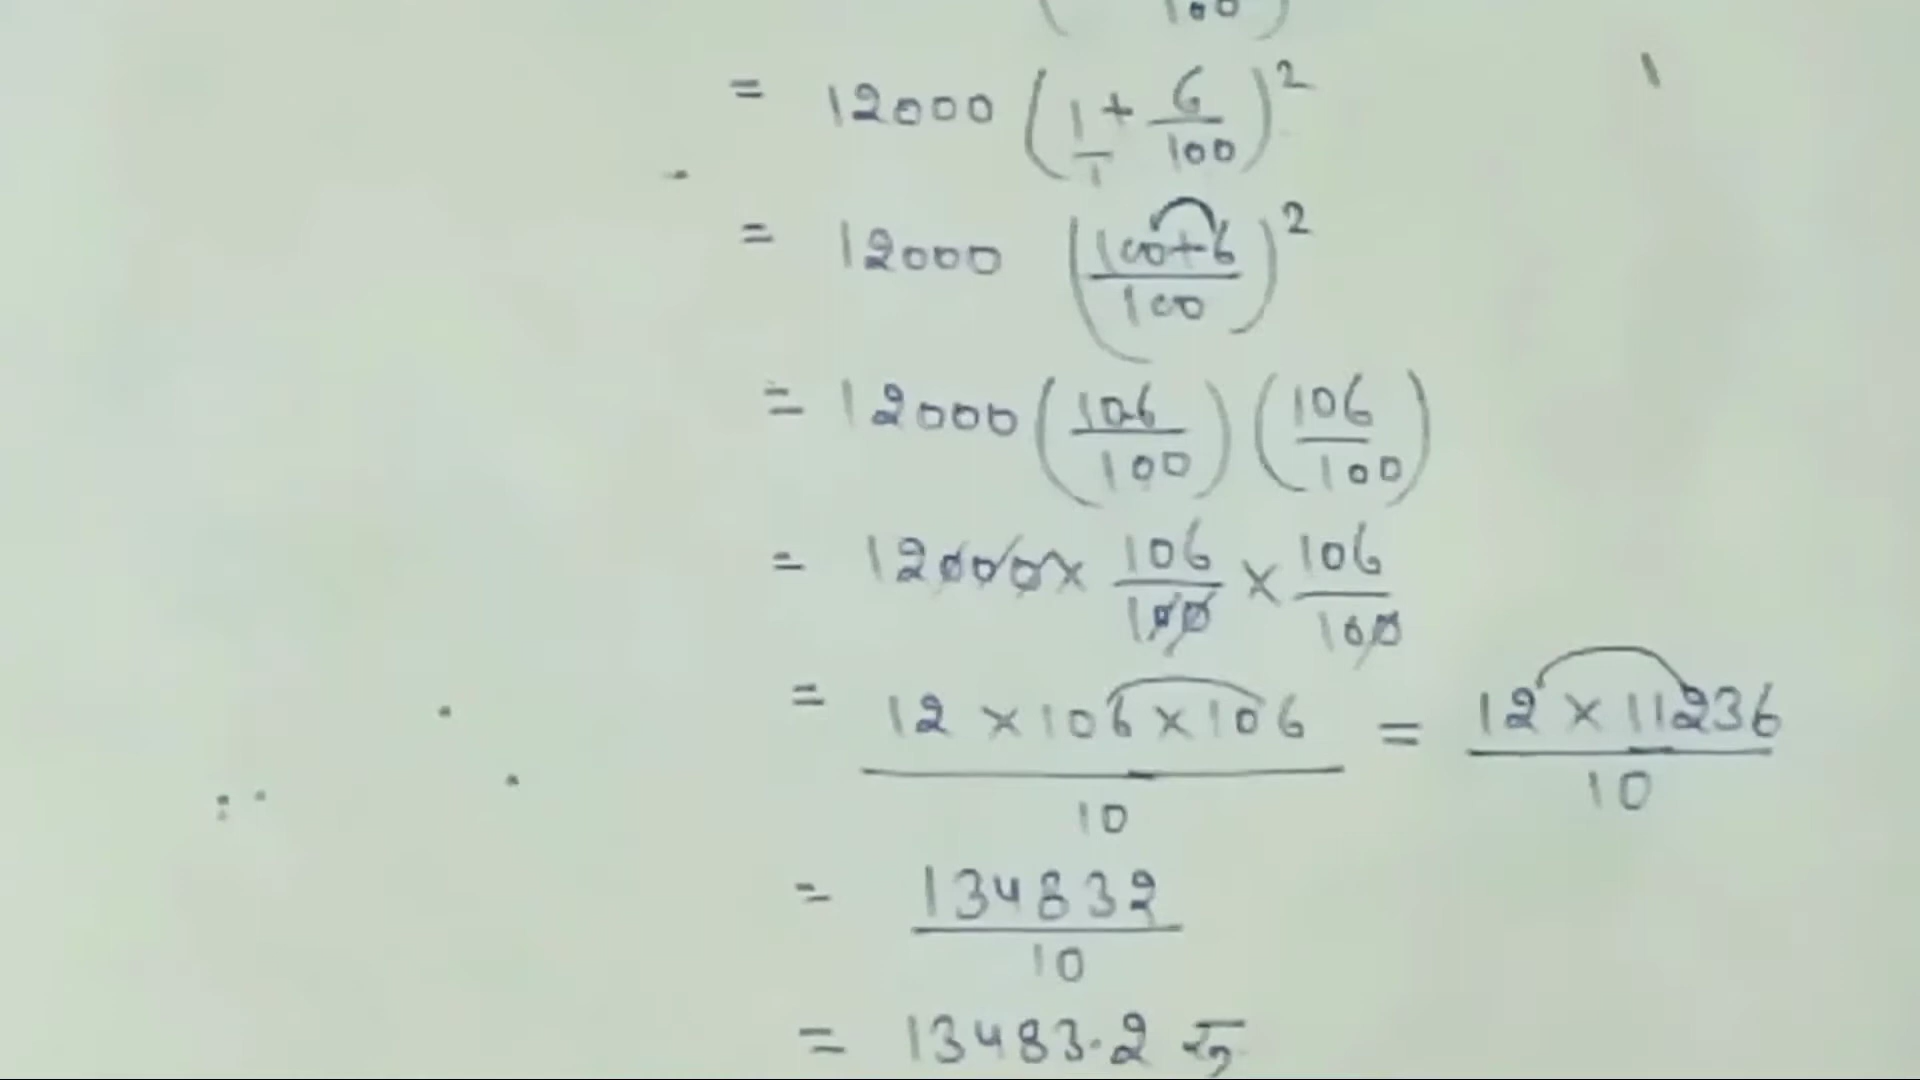 100)
= 12000 (1/1 + 6/100)²
= 12000 (100+6/100)²
= 12000 (106/100) (106/100)
= 12000 × 106/100 × 106/100
= 12 × 106 × 106/10 = 12 × 11236/10
= 134832/10
= 13483.2 रु